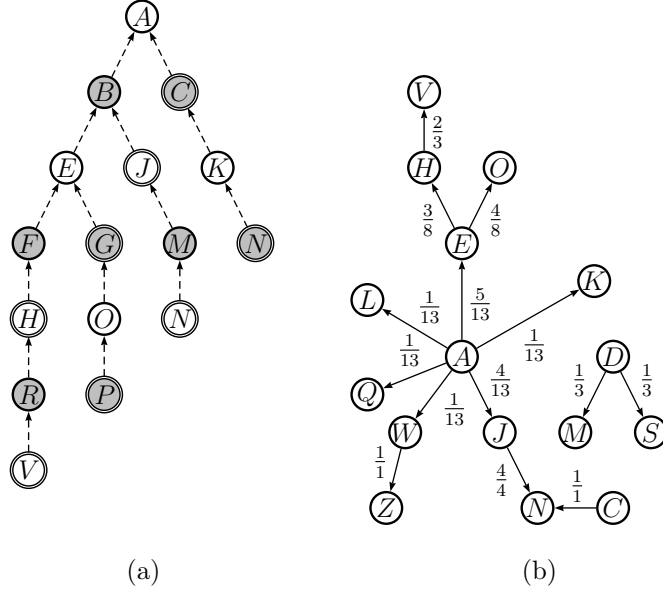 A
B C
E J K
F G M N
H O N
R P
V
(a)
V
2/3
H O
3/8 4/8
E
L 1/13 5/13 K
1/13 A 1/13 D
Q 1/13 4/13 1/3 1/3
W J M S
1/1 4/4 1/1
Z N C
(b)